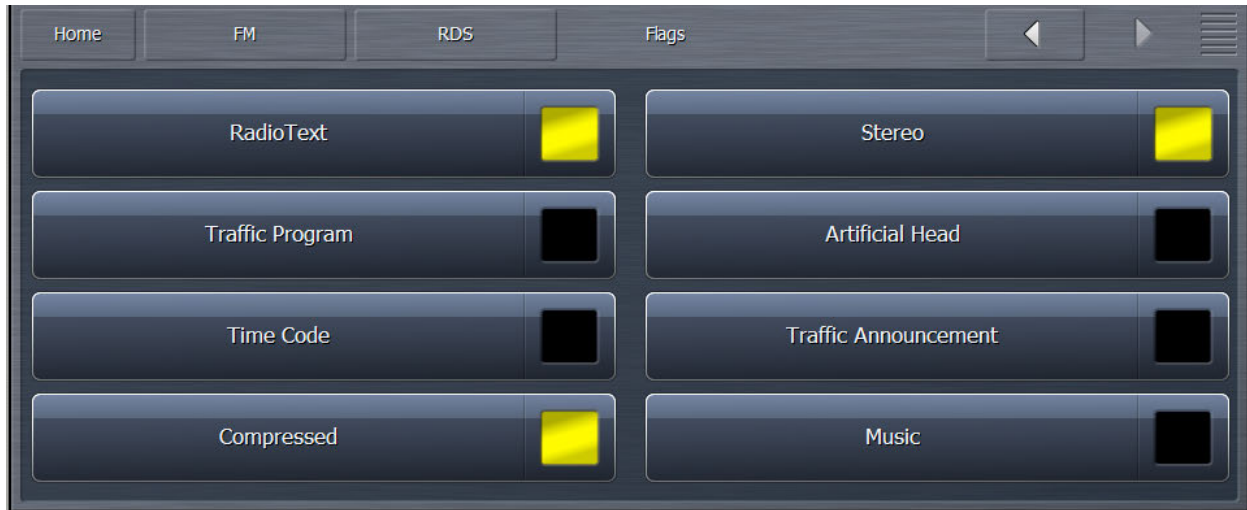 Home FM RDS Flags
RadioText Stereo
Traffic Program Artificial Head
Time Code Traffic Announcement
Compressed Music